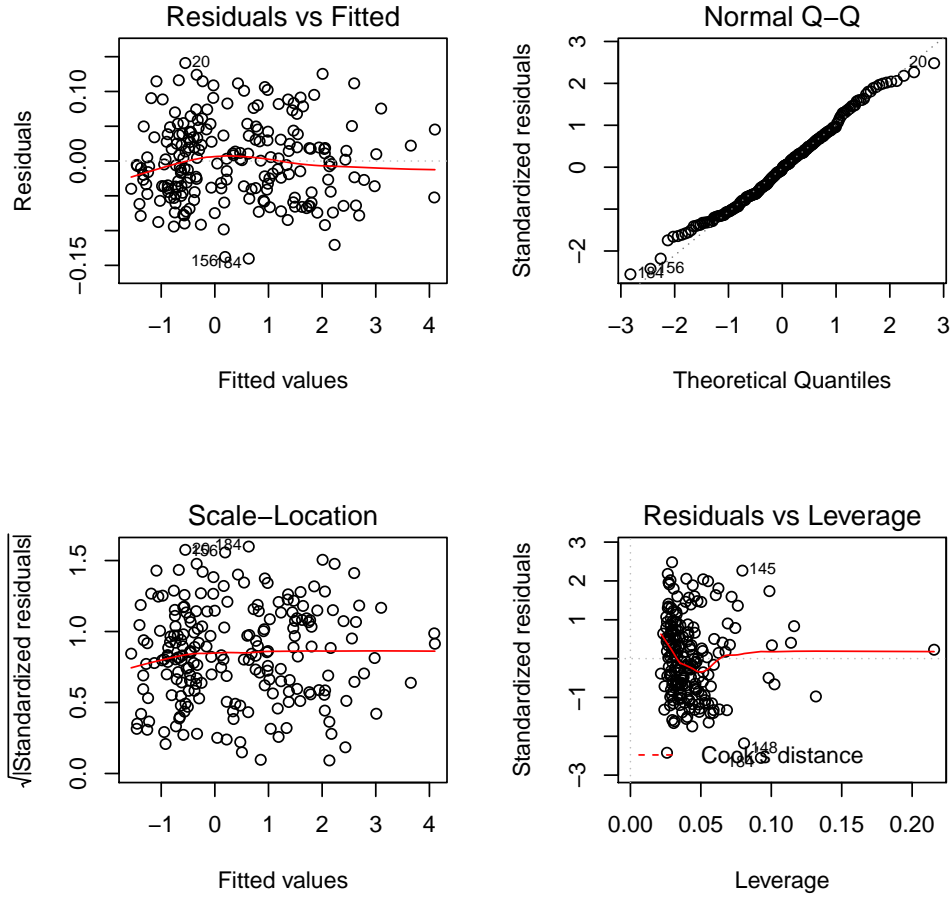 Residuals vs Fitted
Residuals
−0.15 0.00 0.10
20
156
184
−1 0 1 2 3 4
Fitted values
Normal Q−Q
Standardized residuals
−2 0 1 2 3
20
184
156
−3 −2 −1 0 1 2 3
Theoretical Quantiles
Scale−Location
√|Standardized residuals|
0.0 0.5 1.0 1.5
20
156
184
−1 0 1 2 3 4
Fitted values
Residuals vs Leverage
Standardized residuals
−3 −1 0 1 2 3
145
148
184
Cook's distance
0.00 0.05 0.10 0.15 0.20
Leverage